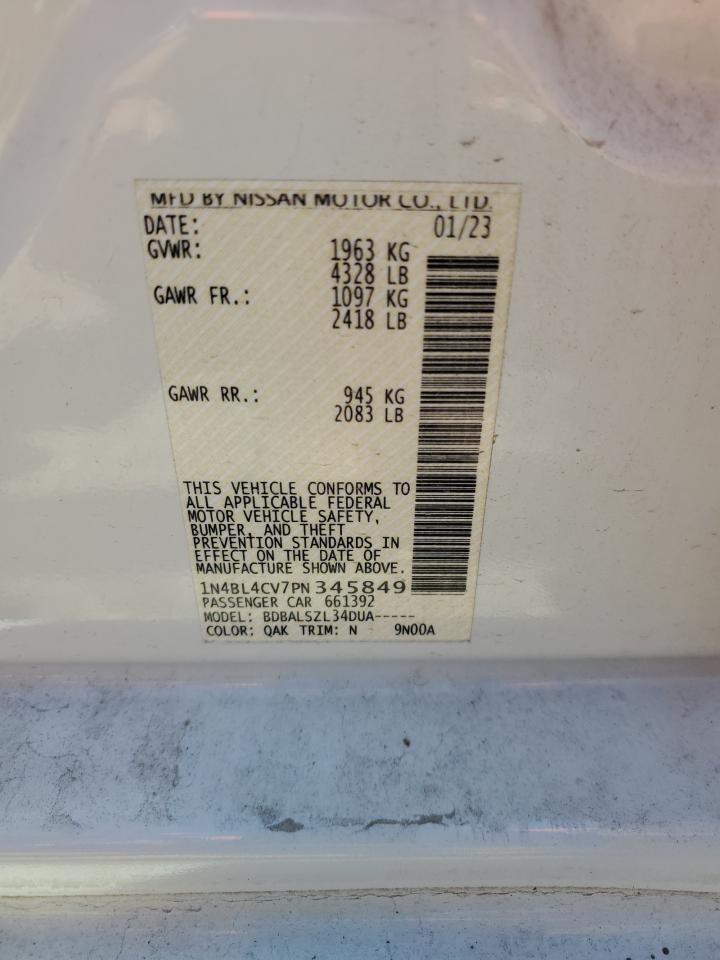 MFD BY NISSAN MOTOR CO., LTD.
DATE: 01/23
GVWR: 1963 KG
4328 LB
GAWR FR.: 1097 KG
2418 LB
GAWR RR.: 945 KG
2083 LB
THIS VEHICLE CONFORMS TO
ALL APPLICABLE FEDERAL
MOTOR VEHICLE SAFETY,
BUMPER, AND THEFT
PREVENTION STANDARDS IN
EFFECT ON THE DATE OF
MANUFACTURE SHOWN ABOVE.
1N4BL4CV7PN345849
PASSENGER CAR 661392
MODEL: BDBALSZL34DUA-----
COLOR: QAK TRIM: N 9N00A